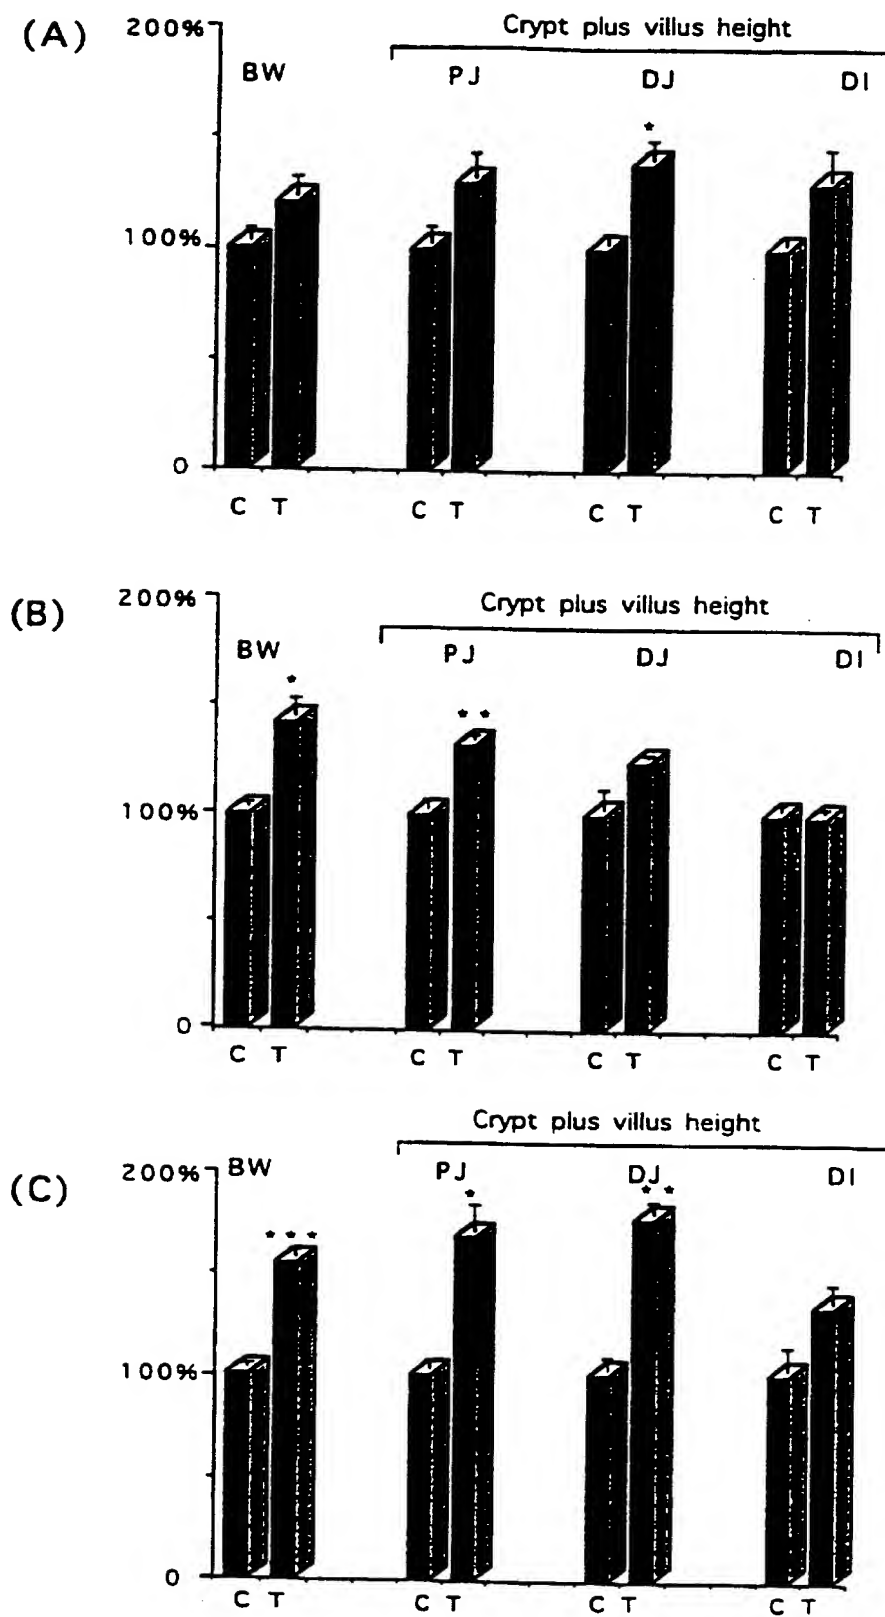 (A)
200%
Crypt plus villus height
BW
PJ
DJ
DI
*
100%
0
C T
C T
C T
C T
(B)
200%
Crypt plus villus height
BW
PJ
DJ
DI
*
* *
100%
0
C T
C T
C T
C T
Crypt plus villus height
(C)
200%
BW
PJ
DJ
DI
* * *
*
* *
100%
0
C T
C T
C T
C T